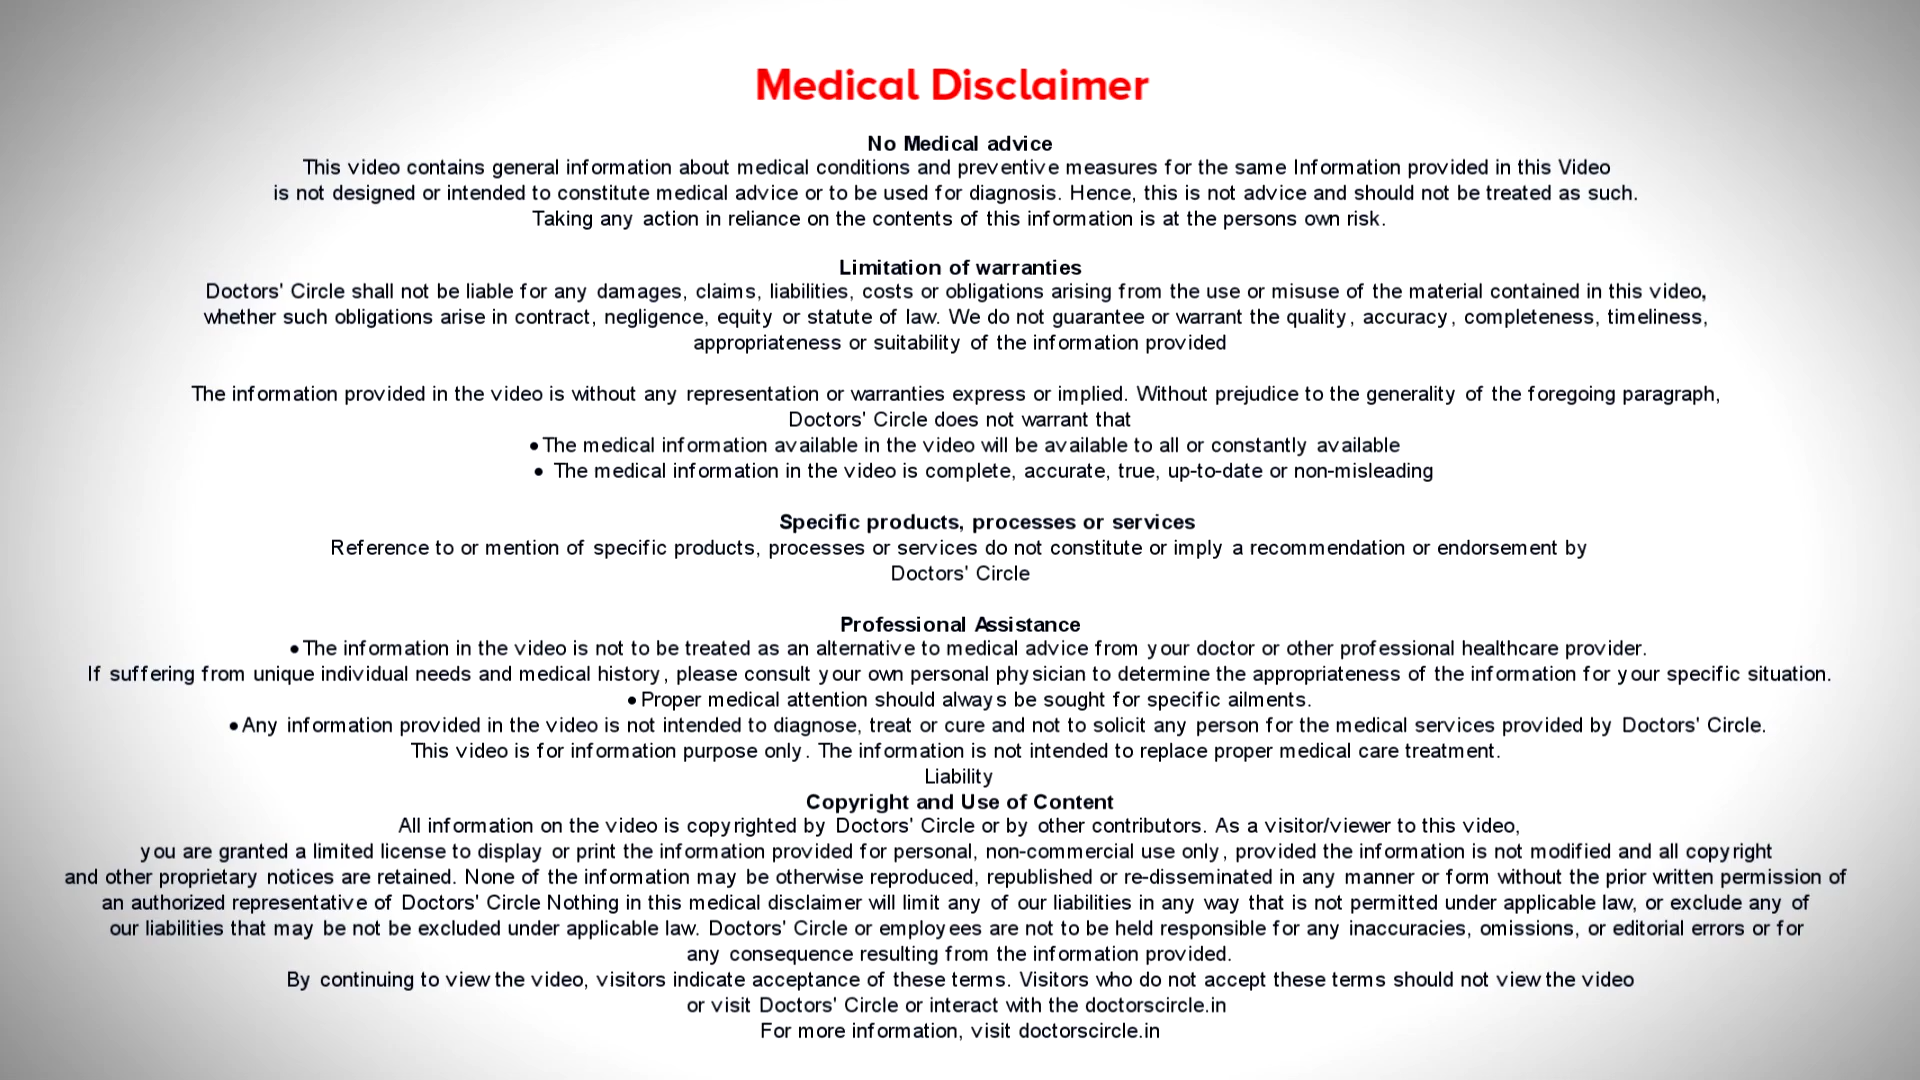 Medical Disclaimer
No Medical advice
This video contains general information about medical conditions and preventive measures for the same Information provided in this Video
is not designed or intended to constitute medical advice or to be used for diagnosis. Hence, this is not advice and should not be treated as such.
Taking any action in reliance on the contents of this information is at the persons own risk.
Limitation of warranties
Doctors' Circle shall not be liable for any damages, claims, liabilities, costs or obligations arising from the use or misuse of the material contained in this video,
whether such obligations arise in contract, negligence, equity or statute of law. We do not guarantee or warrant the quality, accuracy, completeness, timeliness,
appropriateness or suitability of the information provided
The information provided in the video is without any representation or warranties express or implied. Without prejudice to the generality of the foregoing paragraph,
Doctors' Circle does not warrant that
•The medical information available in the video will be available to all or constantly available
• The medical information in the video is complete, accurate, true, up-to-date or non-misleading
Specific products, processes or services
Reference to or mention of specific products, processes or services do not constitute or imply a recommendation or endorsement by
Doctors' Circle
Professional Assistance
•The information in the video is not to be treated as an alternative to medical advice from your doctor or other professional healthcare provider.
If suffering from unique individual needs and medical history, please consult your own personal physician to determine the appropriateness of the information for your specific situation.
•Proper medical attention should always be sought for specific ailments.
•Any information provided in the video is not intended to diagnose, treat or cure and not to solicit any person for the medical services provided by Doctors' Circle.
This video is for information purpose only. The information is not intended to replace proper medical care treatment.
Liability
Copyright and Use of Content
All information on the video is copyrighted by Doctors' Circle or by other contributors. As a visitor/viewer to this video,
you are granted a limited license to display or print the information provided for personal, non-commercial use only, provided the information is not modified and all copyright
and other proprietary notices are retained. None of the information may be otherwise reproduced, republished or re-disseminated in any manner or form without the prior written permission of
an authorized representative of Doctors' Circle Nothing in this medical disclaimer will limit any of our liabilities in any way that is not permitted under applicable law, or exclude any of
our liabilities that may be not be excluded under applicable law. Doctors' Circle or employees are not to be held responsible for any inaccuracies, omissions, or editorial errors or for
any consequence resulting from the information provided.
By continuing to view the video, visitors indicate acceptance of these terms. Visitors who do not accept these terms should not view the video
or visit Doctors' Circle or interact with the doctorscircle.in
For more information, visit doctorscircle.in